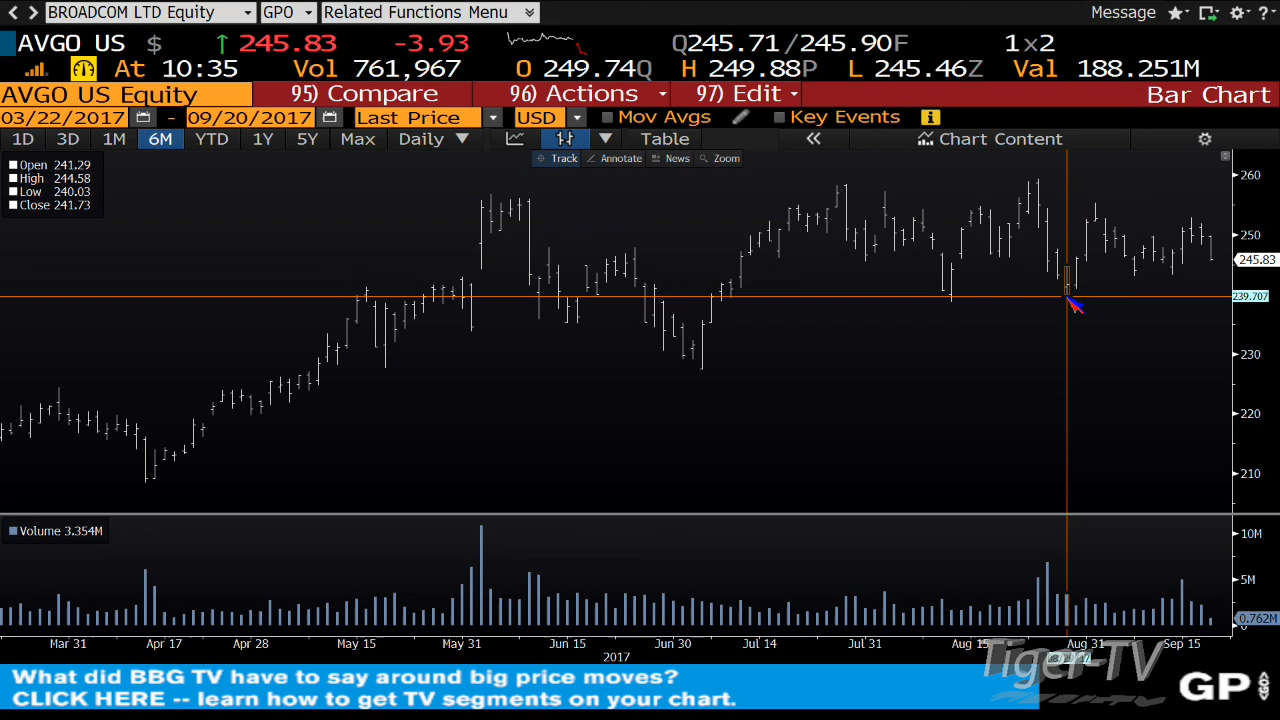 BROADCOM LTD Equity GPO Related Functions Menu Message ?
AVGO US $ ↑ 245.83 -3.93 Q245.71/245.90F 1×2
At 10:35 Vol 761,967 O 249.74Q H 249.88P L 245.46Z Val 188.251M
AVGO US Equity 95) Compare 96) Actions 97) Edit Bar Chart
03/22/2017 - 09/20/2017 Last Price USD Mov Avgs Key Events i
1D 3D 1M 6M YTD 1Y 5Y Max Daily ▼ Table « Chart Content
Track Annotate News Zoom
Open 241.29
High 244.58
Low 240.03
Close 241.73
260
250
245.83
239.707
230
220
210
Volume 3.354M
10M
5M
0.762M
0
Mar 31 Apr 17 Apr 28 May 15 May 31 Jun 15 Jun 30 Jul 14 Jul 31 Aug 15 Aug 31 Sep 15
2017
Tiger-TV
What did BBG TV have to say around big price moves?
CLICK HERE -- learn how to get TV segments on your chart.
GP GO